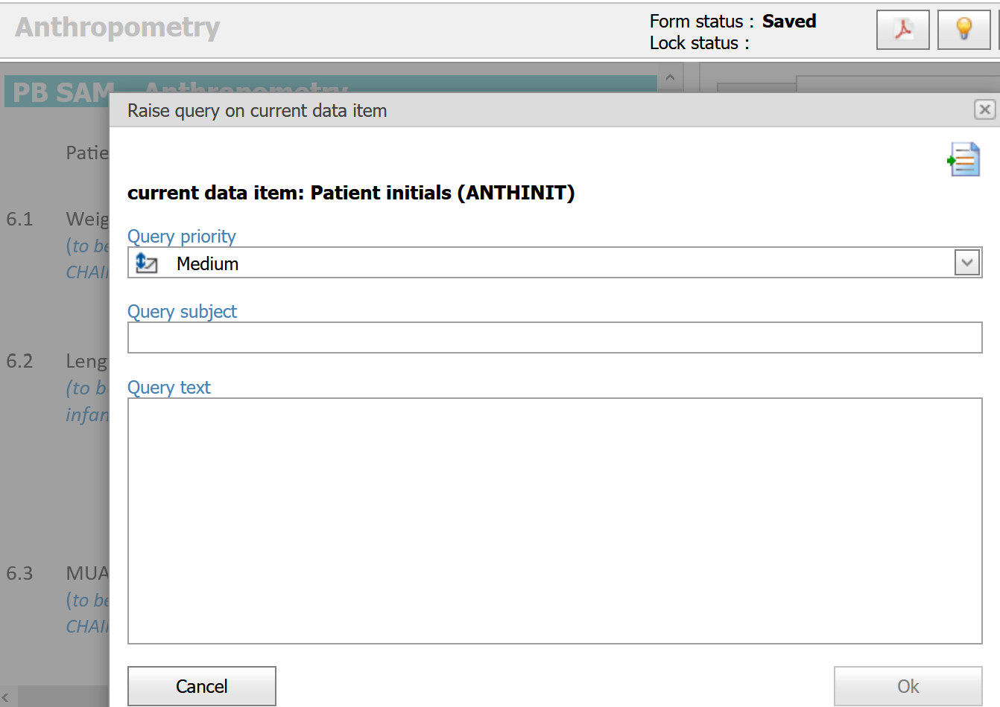 Anthropometry
Form status : Saved
Lock status :
PB SAM - Anthropometry
Raise query on current data item
Patie
current data item: Patient initials (ANTHINIT)
6.1 Weig
(to be
CHAI
Query priority
Medium
Query subject
6.2 Leng
(to b
infan
Query text
6.3 MUA
(to be
CHAI
Cancel
Ok